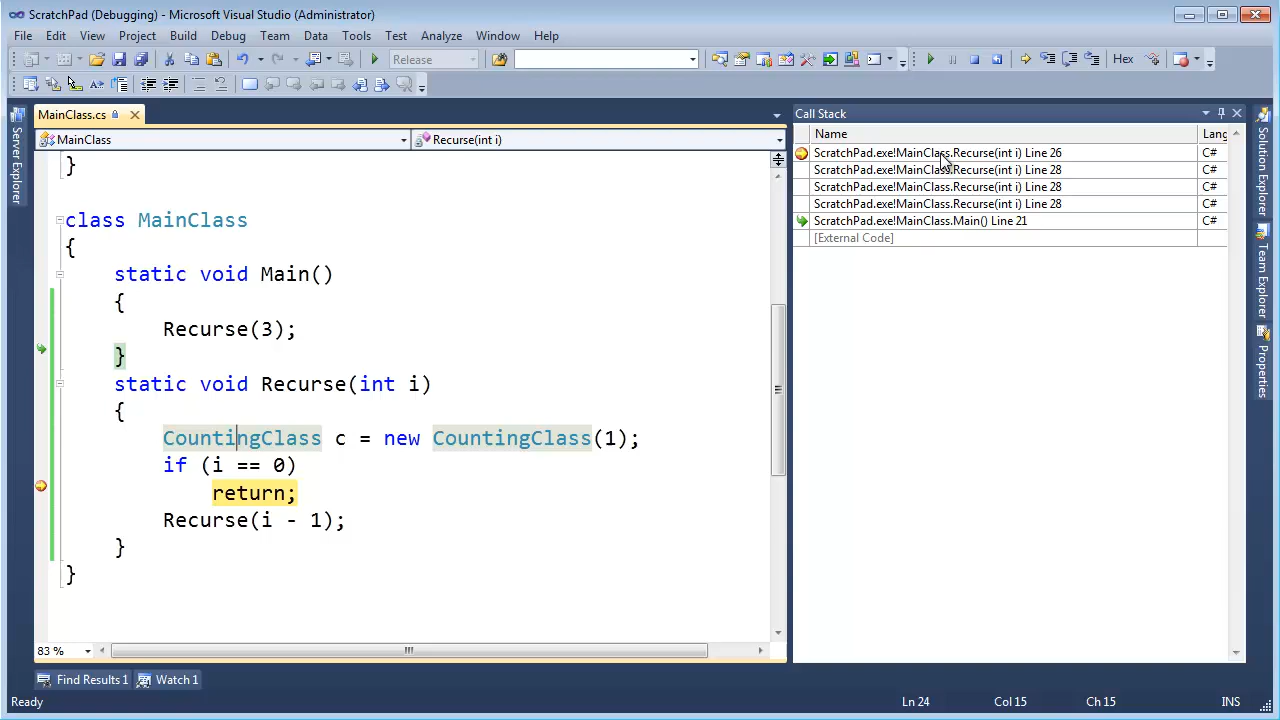 ScratchPad (Debugging) - Microsoft Visual Studio (Administrator)
File Edit View Project Build Debug Team Data Tools Test Analyze Window Help
Release Hex
MainClass.cs
MainClass Recurse(int i)
}
class MainClass
{
static void Main()
{
Recurse(3);
}
static void Recurse(int i)
{
CountingClass c = new CountingClass(1);
if (i == 0)
return;
Recurse(i - 1);
}
}
83 %
Server Explorer
Call Stack
Name Lang
ScratchPad.exe!MainClass.Recurse(int i) Line 26 C#
ScratchPad.exe!MainClass.Recurse(int i) Line 28 C#
ScratchPad.exe!MainClass.Recurse(int i) Line 28 C#
ScratchPad.exe!MainClass.Recurse(int i) Line 28 C#
ScratchPad.exe!MainClass.Main() Line 21 C#
[External Code]
Solution Explorer
Team Explorer
Properties
Find Results 1 Watch 1
Ready Ln 24 Col 15 Ch 15 INS